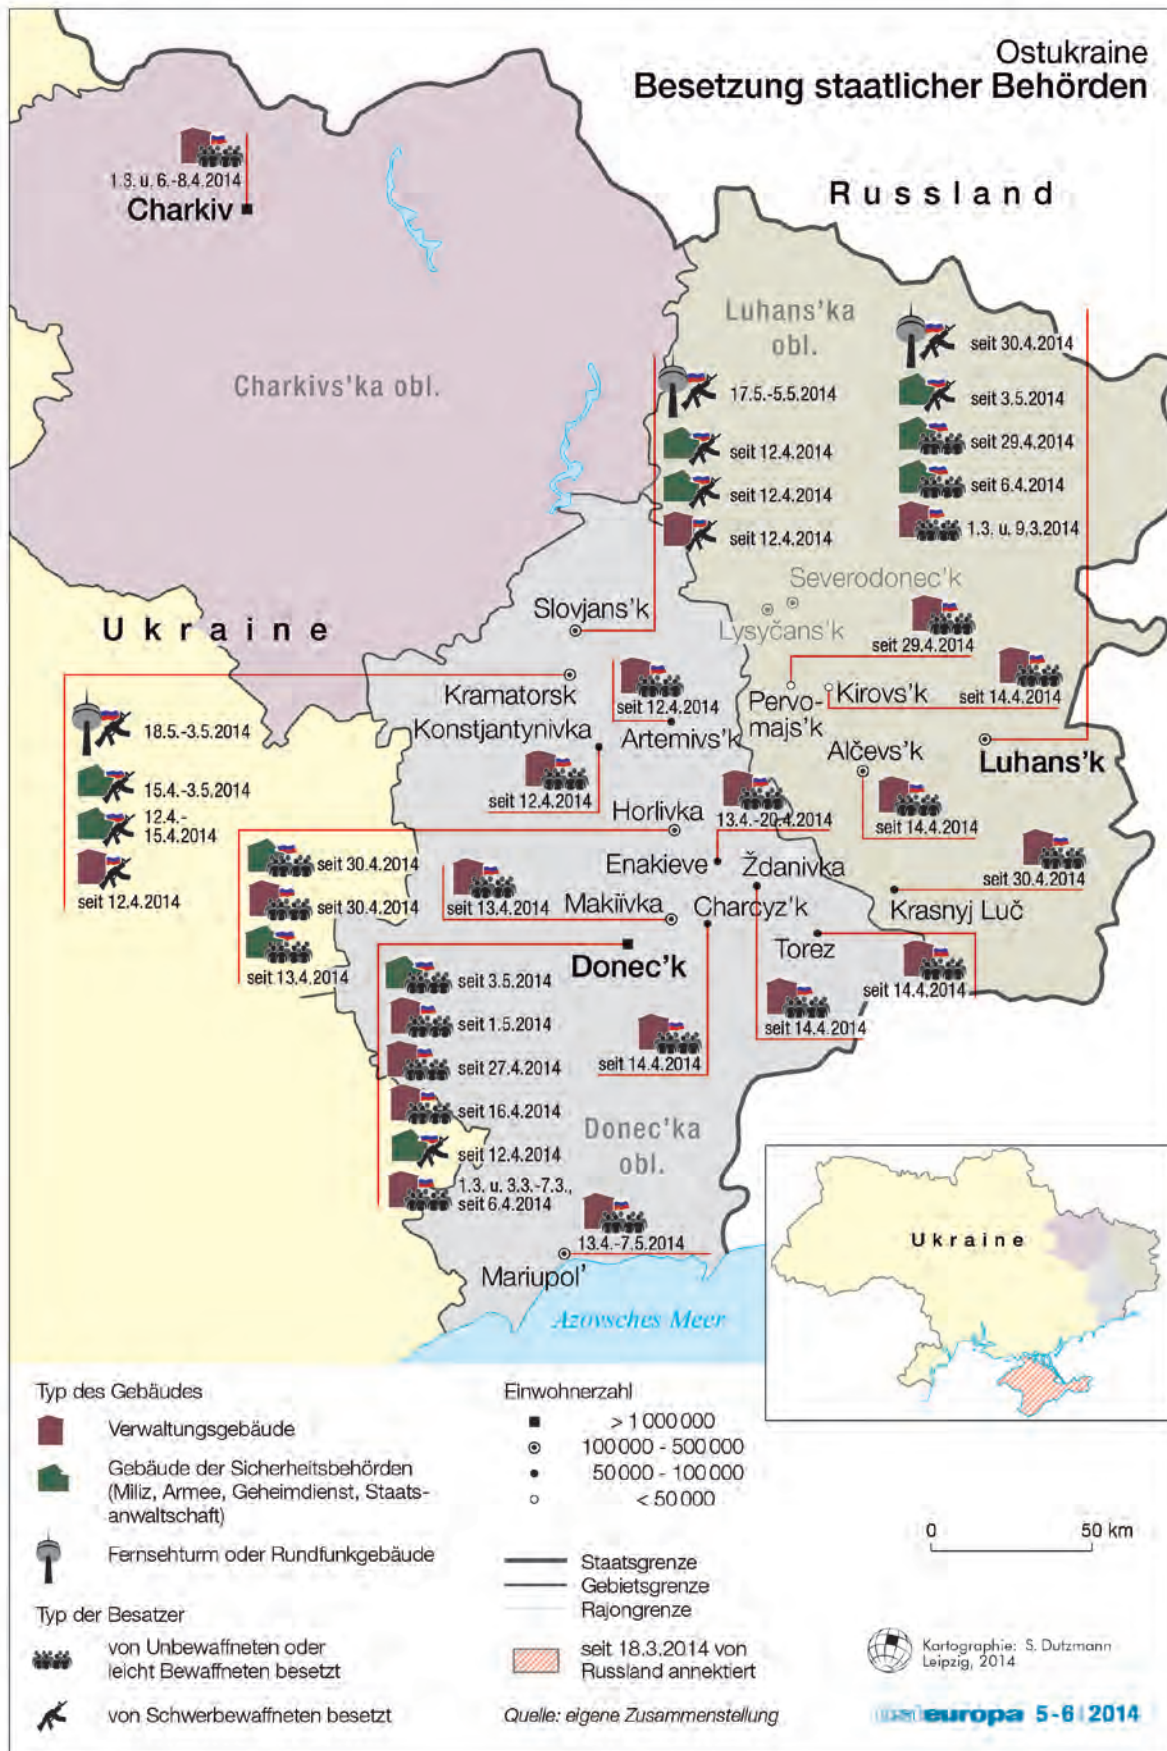 Ostukraine
Besetzung staatlicher Behörden
Russland
1.3. u. 6.-8.4.2014
Charkiv
Charkivs'ka obl.
Luhans'ka
obl.
seit 30.4.2014
seit 3.5.2014
seit 29.4.2014
seit 6.4.2014
1.3. u. 9.3.2014
17.5.-5.5.2014
seit 12.4.2014
seit 12.4.2014
seit 12.4.2014
Ukraine
Slovjans'k
Severodonec'k
Lysyčans'k
seit 29.4.2014
Kramatorsk
Konstjantynivka
seit 12.4.2014
Artemivs'k
Pervo-
majs'k
Kirovs'k
seit 14.4.2014
18.5.-3.5.2014
15.4.-3.5.2014
12.4.-
15.4.2014
seit 12.4.2014
seit 12.4.2014
Alčevs'k
Luhans'k
seit 14.4.2014
Horlivka
13.4.-20.4.2014
seit 30.4.2014
seit 30.4.2014
seit 13.4.2014
Enakieve
Ždanivka
seit 30.4.2014
seit 13.4.2014
Makiivka
Charcyz'k
Krasnyj Luč
Donec'k
Torez
seit 14.4.2014
seit 3.5.2014
seit 1.5.2014
seit 27.4.2014
seit 16.4.2014
seit 12.4.2014
1.3. u. 3.3.-7.3.,
seit 6.4.2014
seit 14.4.2014
seit 14.4.2014
Donec'ka
obl.
13.4.-7.5.2014
Mariupol'
Azovsches Meer
Ukraine
Typ des Gebäudes
Verwaltungsgebäude
Gebäude der Sicherheitsbehörden
(Miliz, Armee, Geheimdienst, Staats-
anwaltschaft)
Fernsehturm oder Rundfunkgebäude
Typ der Besatzer
von Unbewaffneten oder
leicht Bewaffneten besetzt
von Schwerbewaffneten besetzt
Einwohnerzahl
> 1 000 000
100 000 - 500 000
50 000 - 100 000
< 50 000
Staatsgrenze
Gebietsgrenze
Rajongrenze
seit 18.3.2014 von
Russland annektiert
Quelle: eigene Zusammenstellung
0 50 km
Kartographie: S. Dutzmann
Leipzig, 2014
europa 5-6 | 2014